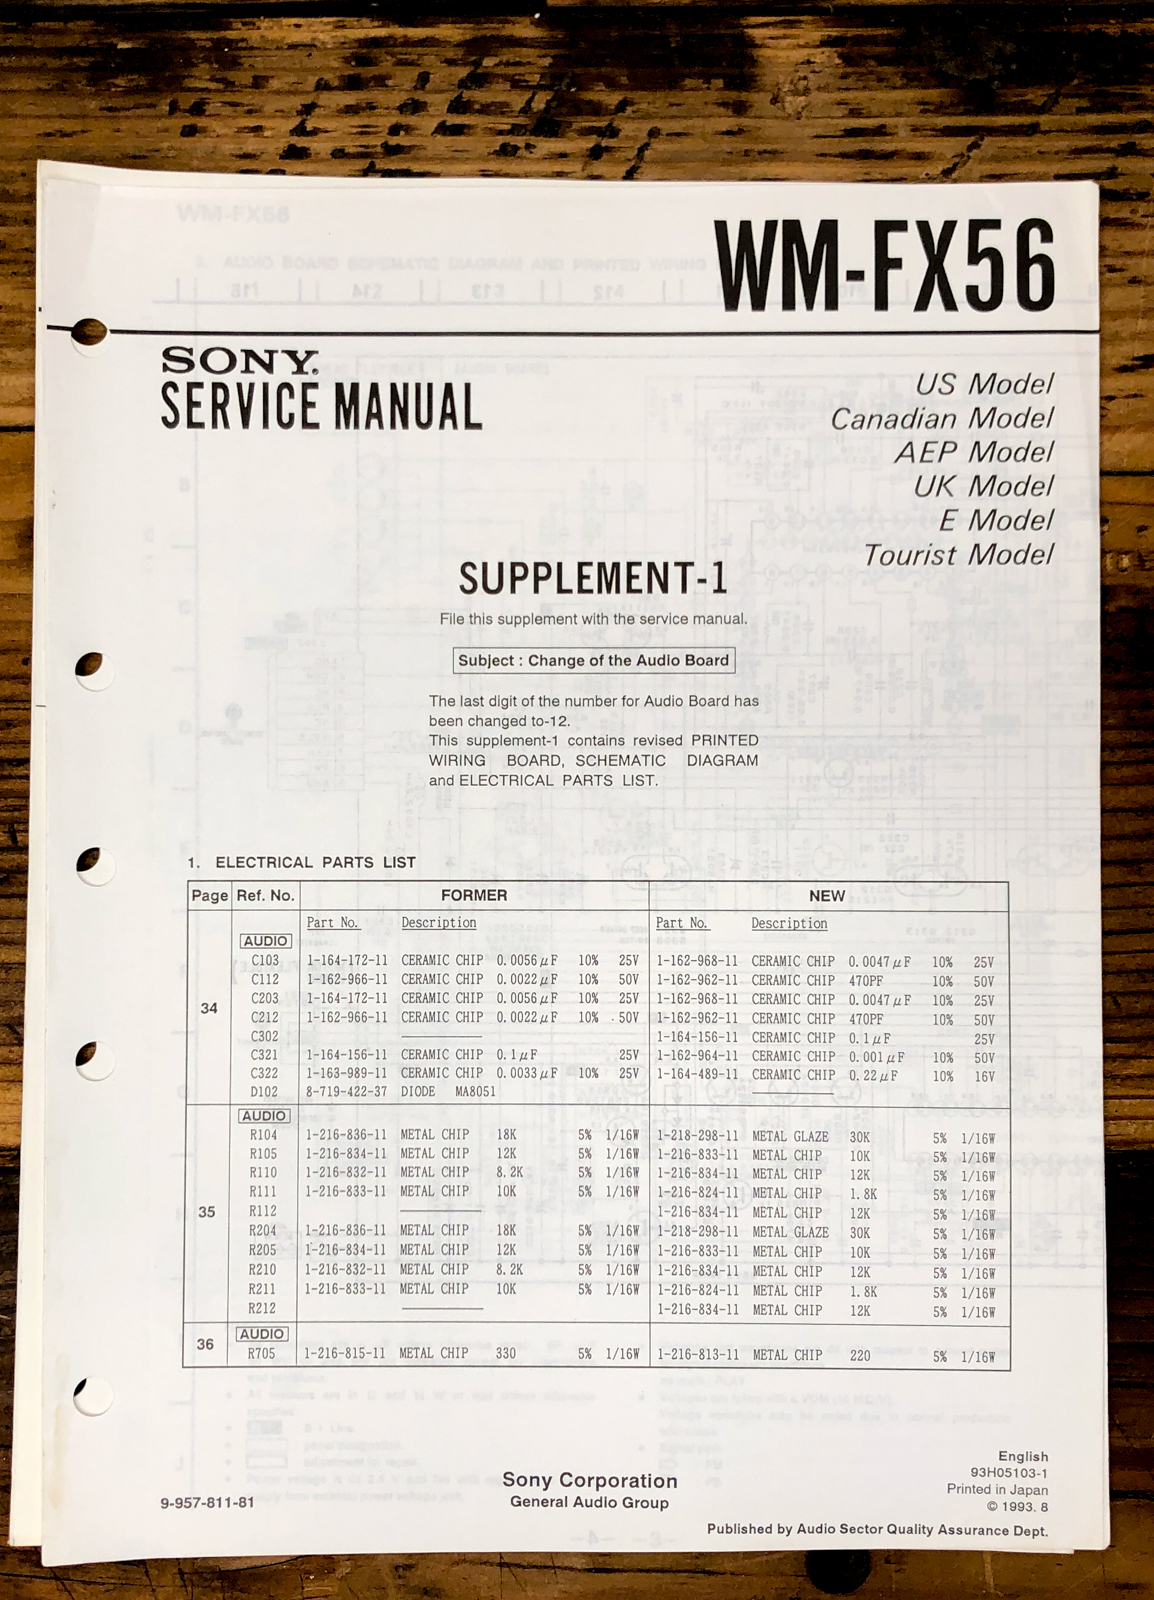 WM-FX56
SONY®
SERVICE MANUAL
US Model
Canadian Model
AEP Model
UK Model
E Model
Tourist Model
SUPPLEMENT-1
File this supplement with the service manual.
Subject : Change of the Audio Board
The last digit of the number for Audio Board has
been changed to-12.
This supplement-1 contains revised PRINTED
WIRING BOARD, SCHEMATIC DIAGRAM
and ELECTRICAL PARTS LIST.
1. ELECTRICAL PARTS LIST
Page Ref. No. FORMER NEW
Part No. Description Part No. Description
AUDIO
C103 1-164-172-11 CERAMIC CHIP 0.0056μF 10% 25V 1-162-968-11 CERAMIC CHIP 0.0047μF 10% 25V
C112 1-162-966-11 CERAMIC CHIP 0.0022μF 10% 50V 1-162-962-11 CERAMIC CHIP 470PF 10% 50V
C203 1-164-172-11 CERAMIC CHIP 0.0056μF 10% 25V 1-162-968-11 CERAMIC CHIP 0.0047μF 10% 25V
34
C212 1-162-966-11 CERAMIC CHIP 0.0022μF 10% 50V 1-162-962-11 CERAMIC CHIP 470PF 10% 50V
C302 ——— 1-164-156-11 CERAMIC CHIP 0.1μF 25V
C321 1-164-156-11 CERAMIC CHIP 0.1μF 25V 1-162-964-11 CERAMIC CHIP 0.001μF 10% 50V
C322 1-163-989-11 CERAMIC CHIP 0.0033μF 10% 25V 1-164-489-11 CERAMIC CHIP 0.22μF 10% 16V
D102 8-719-422-37 DIODE MA8051 ———
AUDIO
R104 1-216-836-11 METAL CHIP 18K 5% 1/16W 1-218-298-11 METAL GLAZE 30K 5% 1/16W
R105 1-216-834-11 METAL CHIP 12K 5% 1/16W 1-216-833-11 METAL CHIP 10K 5% 1/16W
R110 1-216-832-11 METAL CHIP 8.2K 5% 1/16W 1-216-834-11 METAL CHIP 12K 5% 1/16W
R111 1-216-833-11 METAL CHIP 10K 5% 1/16W 1-216-824-11 METAL CHIP 1.8K 5% 1/16W
35 R112 ——— 1-216-834-11 METAL CHIP 12K 5% 1/16W
R204 1-216-836-11 METAL CHIP 18K 5% 1/16W 1-218-298-11 METAL GLAZE 30K 5% 1/16W
R205 1-216-834-11 METAL CHIP 12K 5% 1/16W 1-216-833-11 METAL CHIP 10K 5% 1/16W
R210 1-216-832-11 METAL CHIP 8.2K 5% 1/16W 1-216-834-11 METAL CHIP 12K 5% 1/16W
R211 1-216-833-11 METAL CHIP 10K 5% 1/16W 1-216-824-11 METAL CHIP 1.8K 5% 1/16W
R212 ——— 1-216-834-11 METAL CHIP 12K 5% 1/16W
AUDIO
36
R705 1-216-815-11 METAL CHIP 330 5% 1/16W 1-216-813-11 METAL CHIP 220 5% 1/16W
9-957-811-81
Sony Corporation
General Audio Group
English
93H05103-1
Printed in Japan
© 1993. 8
Published by Audio Sector Quality Assurance Dept.